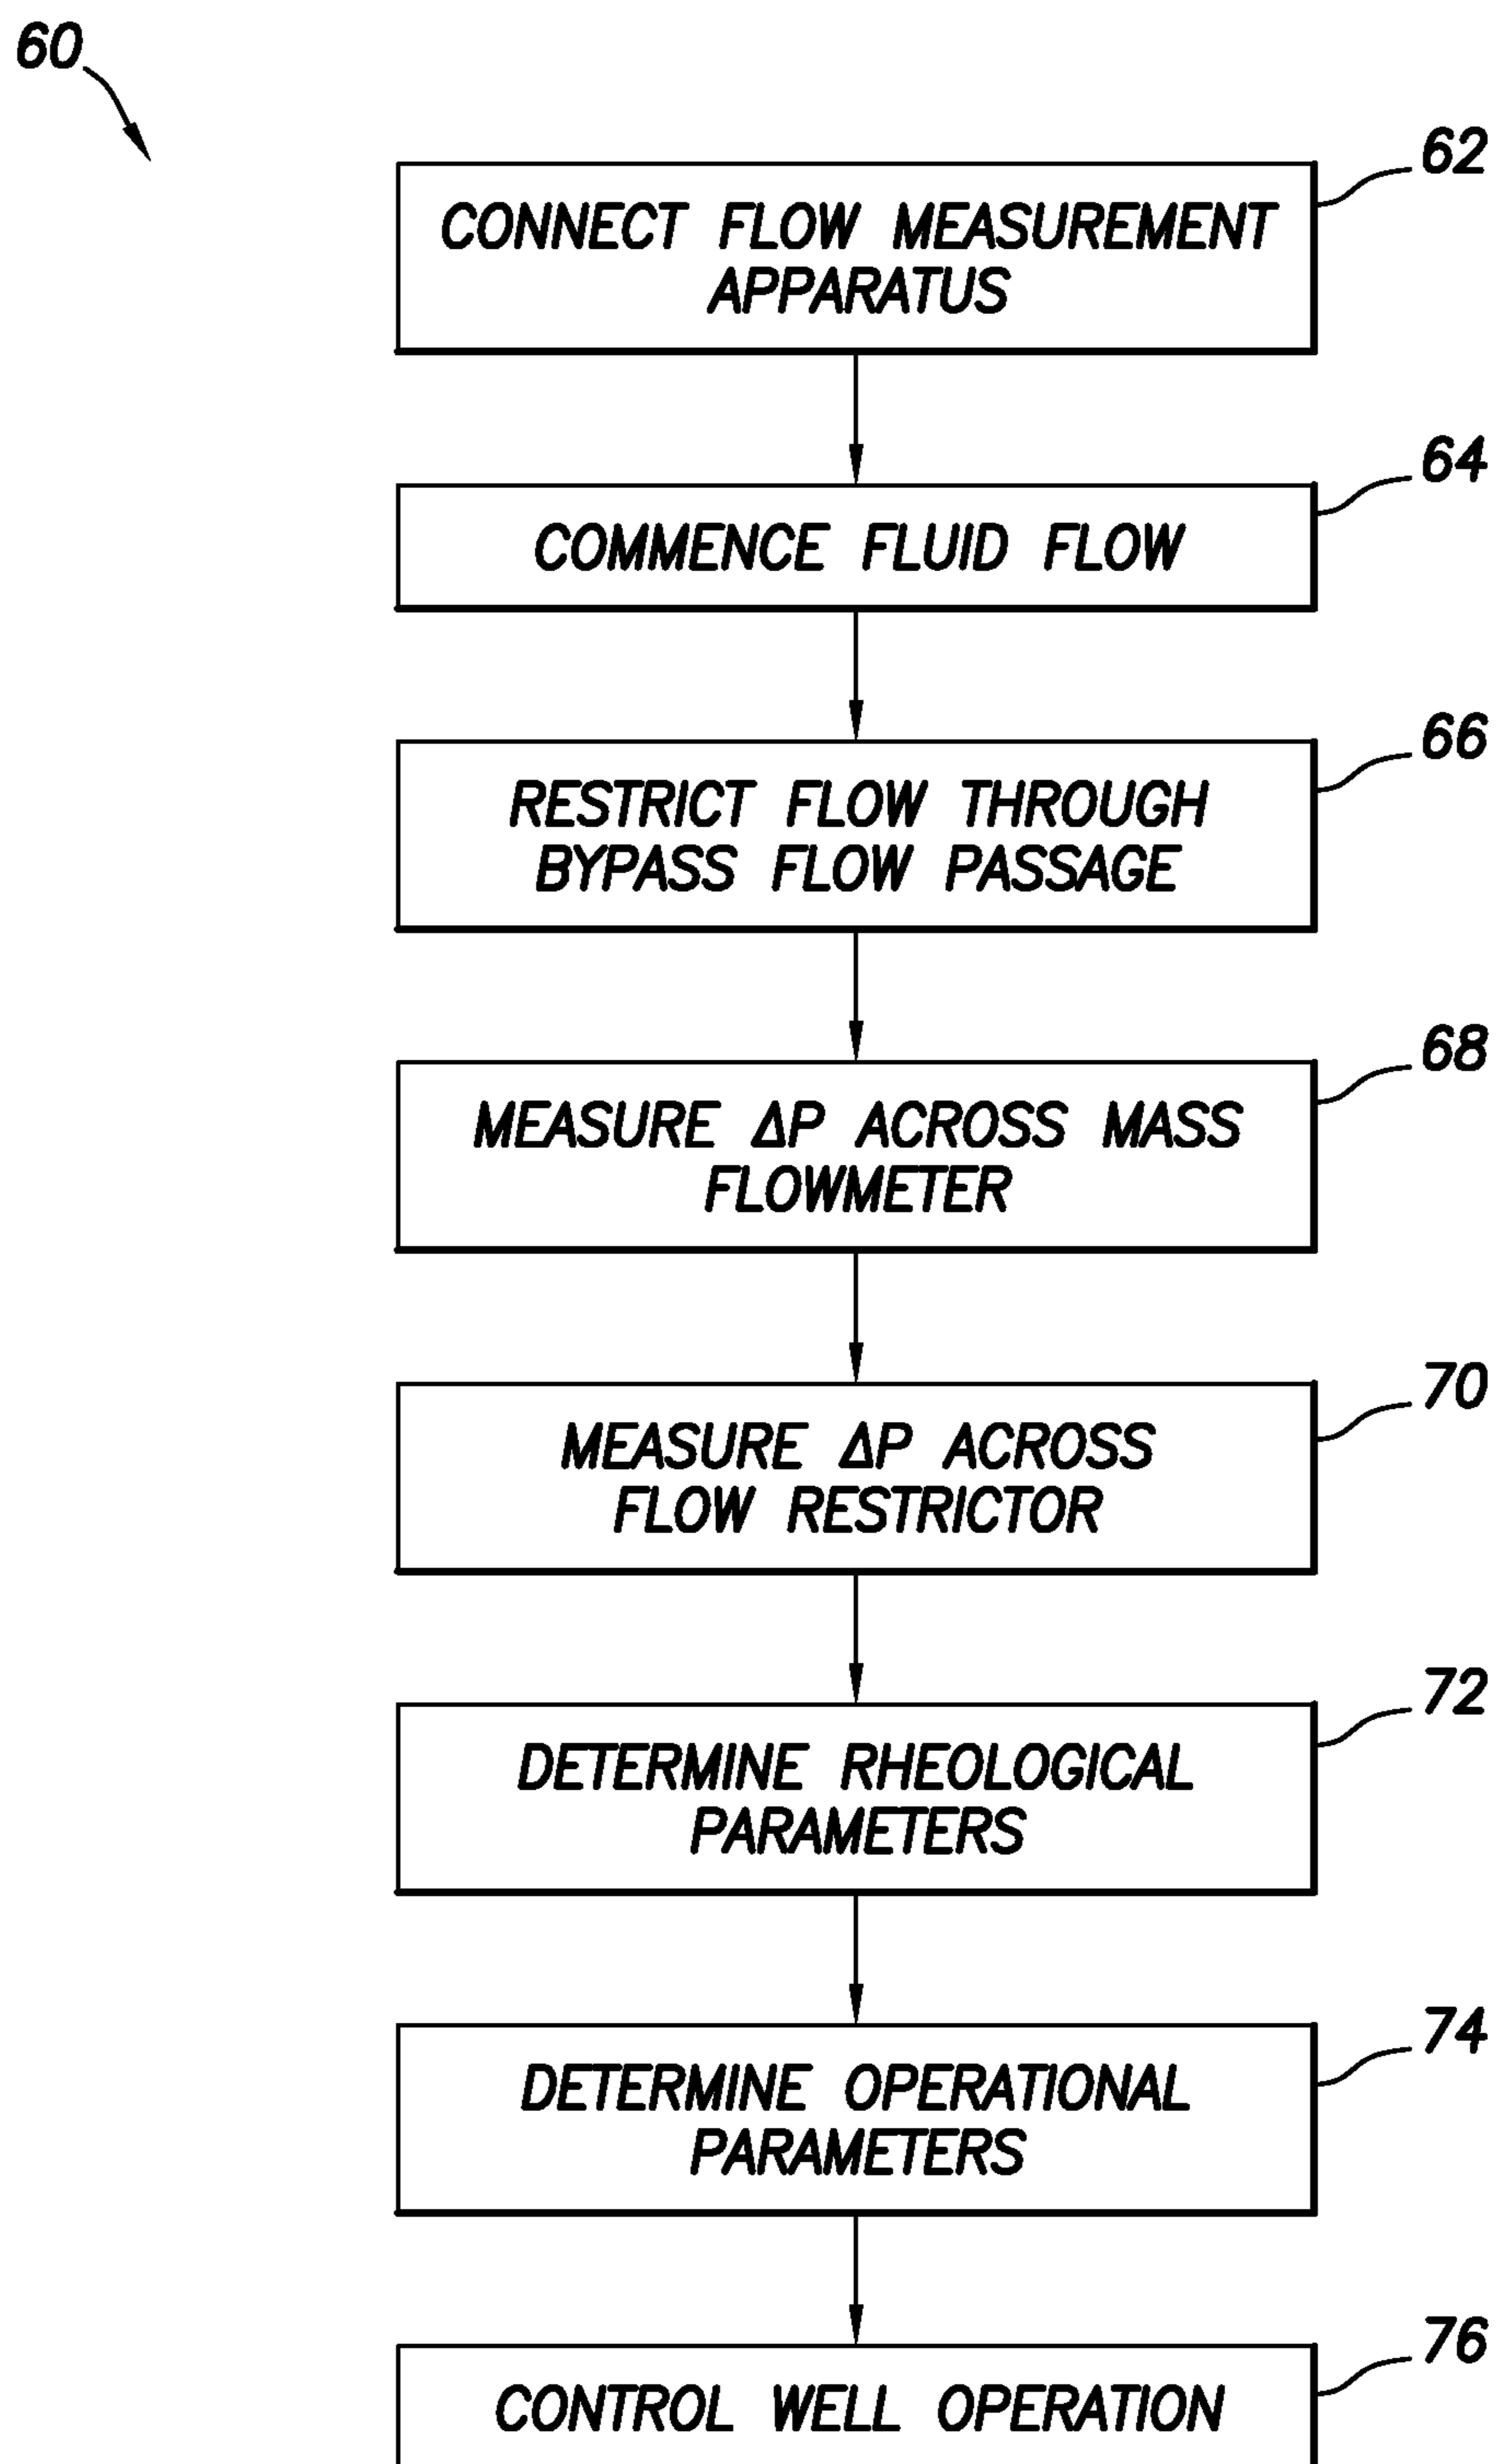 60
62
CONNECT FLOW MEASUREMENT
APPARATUS
64
COMMENCE FLUID FLOW
66
RESTRICT FLOW THROUGH
BYPASS FLOW PASSAGE
68
MEASURE ΔP ACROSS MASS
FLOWMETER
70
MEASURE ΔP ACROSS
FLOW RESTRICTOR
72
DETERMINE RHEOLOGICAL
PARAMETERS
74
DETERMINE OPERATIONAL
PARAMETERS
76
CONTROL WELL OPERATION